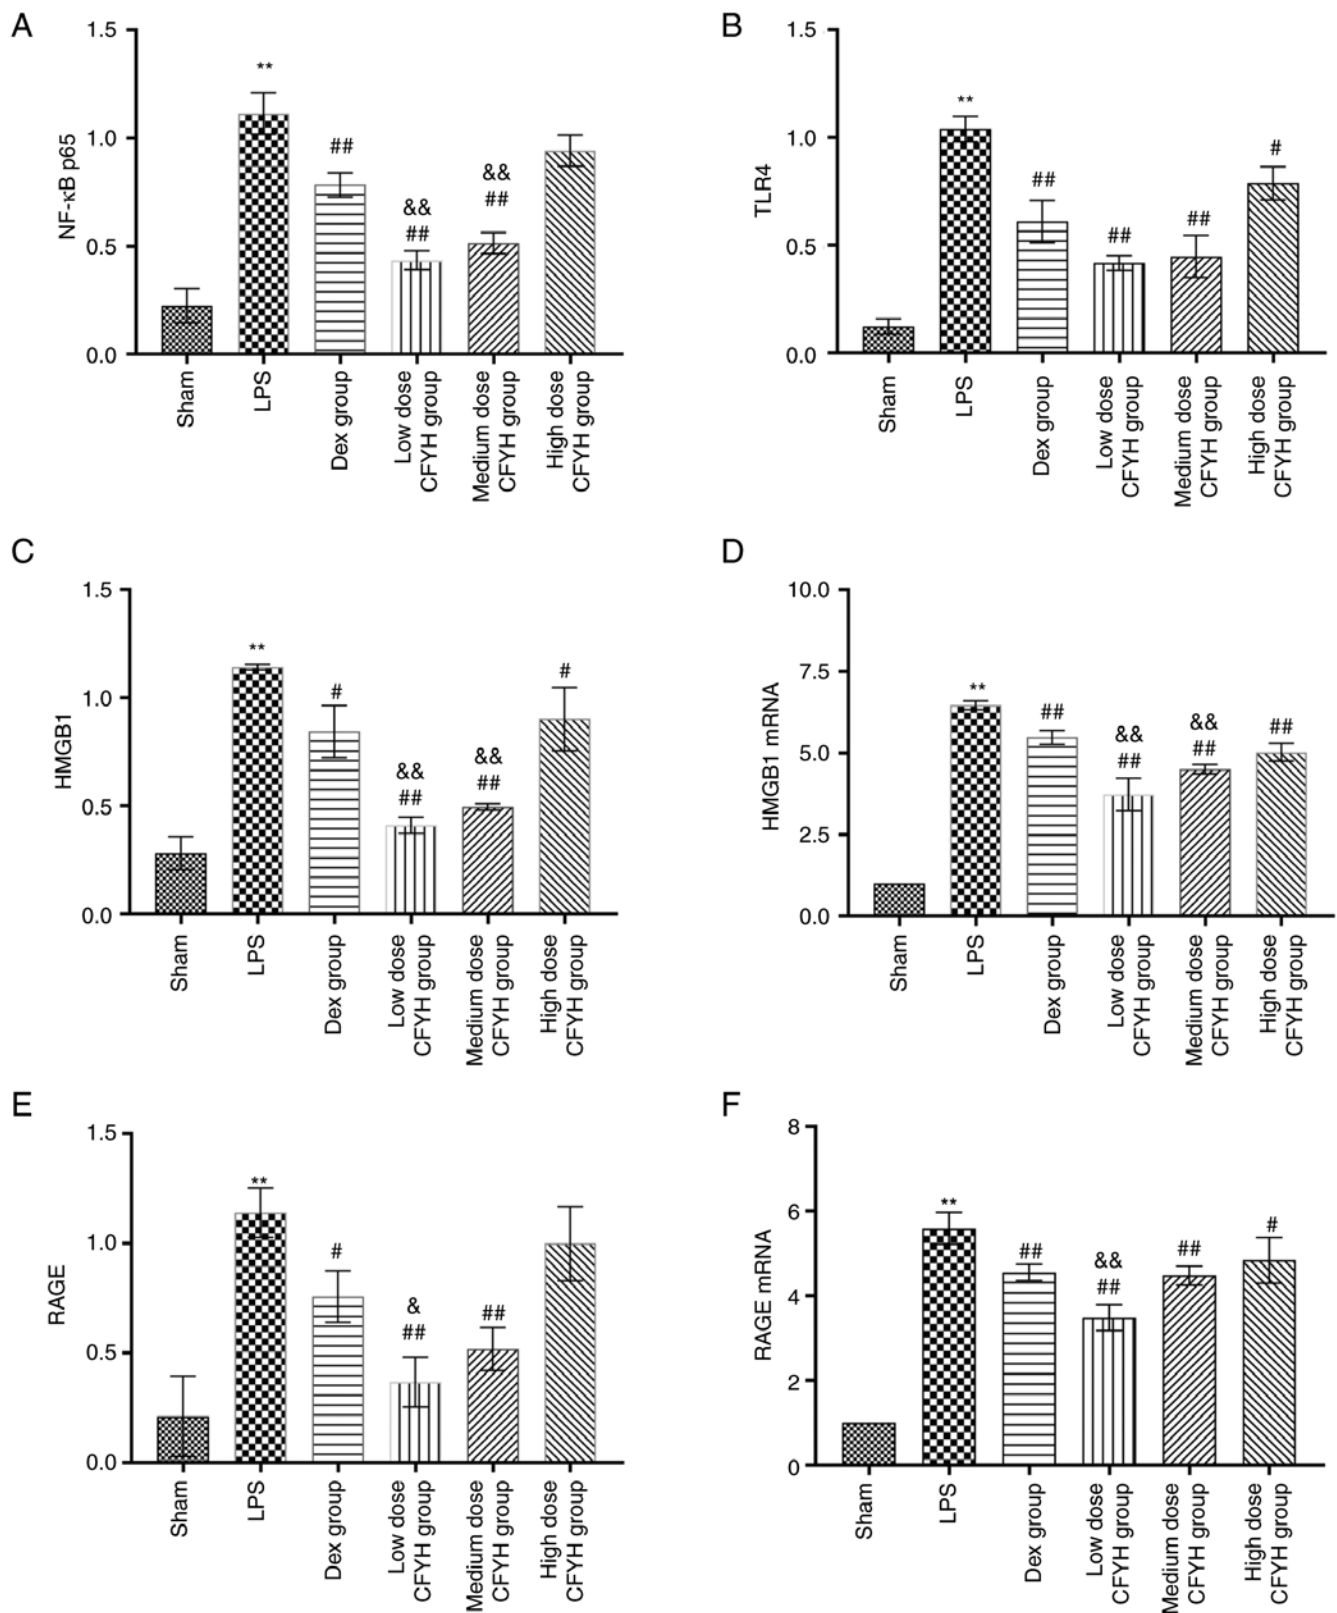 A
NF-κB p65
1.5
1.0
0.5
0.0
**
##
&&
##
&&
##
Sham
LPS
Dex group
Low dose
CFYH group
Medium dose
CFYH group
High dose
CFYH group
B
TLR4
1.5
1.0
0.5
0.0
**
##
##
##
#
Sham
LPS
Dex group
Low dose
CFYH group
Medium dose
CFYH group
High dose
CFYH group
C
HMGB1
1.5
1.0
0.5
0.0
**
#
&&
##
&&
##
#
Sham
LPS
Dex group
Low dose
CFYH group
Medium dose
CFYH group
High dose
CFYH group
D
HMGB1 mRNA
10.0
7.5
5.0
2.5
0.0
**
##
&&
##
&&
##
##
Sham
LPS
Dex group
Low dose
CFYH group
Medium dose
CFYH group
High dose
CFYH group
E
RAGE
1.5
1.0
0.5
0.0
**
#
&
##
##
Sham
LPS
Dex group
Low dose
CFYH group
Medium dose
CFYH group
High dose
CFYH group
F
RAGE mRNA
8
6
4
2
0
**
##
&&
##
##
#
Sham
LPS
Dex group
Low dose
CFYH group
Medium dose
CFYH group
High dose
CFYH group